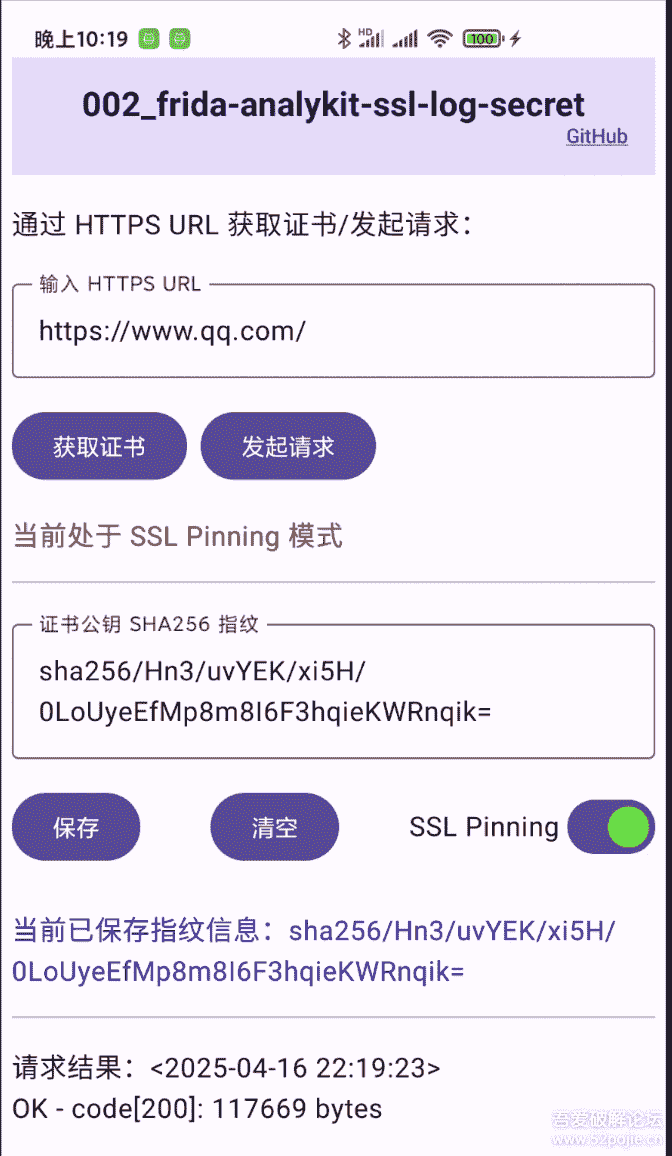 晚上10:19
HD
100
002_frida-analykit-ssl-log-secret
GitHub
通过 HTTPS URL 获取证书/发起请求:
输入 HTTPS URL
https://www.qq.com/
获取证书
发起请求
当前处于 SSL Pinning 模式
证书公钥 SHA256 指纹
sha256/Hn3/uvYEK/xi5H/
0LoUyeEfMp8m8I6F3hqieKWRnqik=
保存
清空
SSL Pinning
当前已保存指纹信息: sha256/Hn3/uvYEK/xi5H/
0LoUyeEfMp8m8I6F3hqieKWRnqik=
请求结果: <2025-04-16 22:19:23>
OK - code[200]: 117669 bytes
吾爱破解论坛
www.52pojie.cn